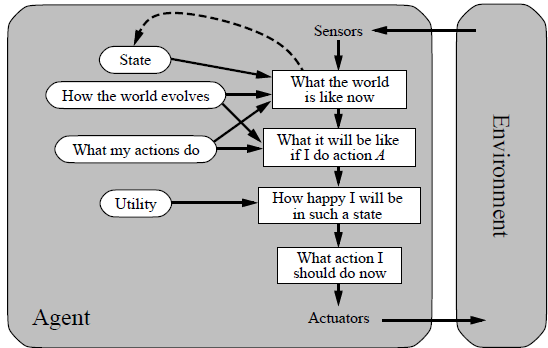 Sensors
State
What the world
is like now
How the world evolves
What it will be like
if I do action A
What my actions do
How happy I will be
in such a state
Utility
What action I
should do now
Agent
Actuators
Environment